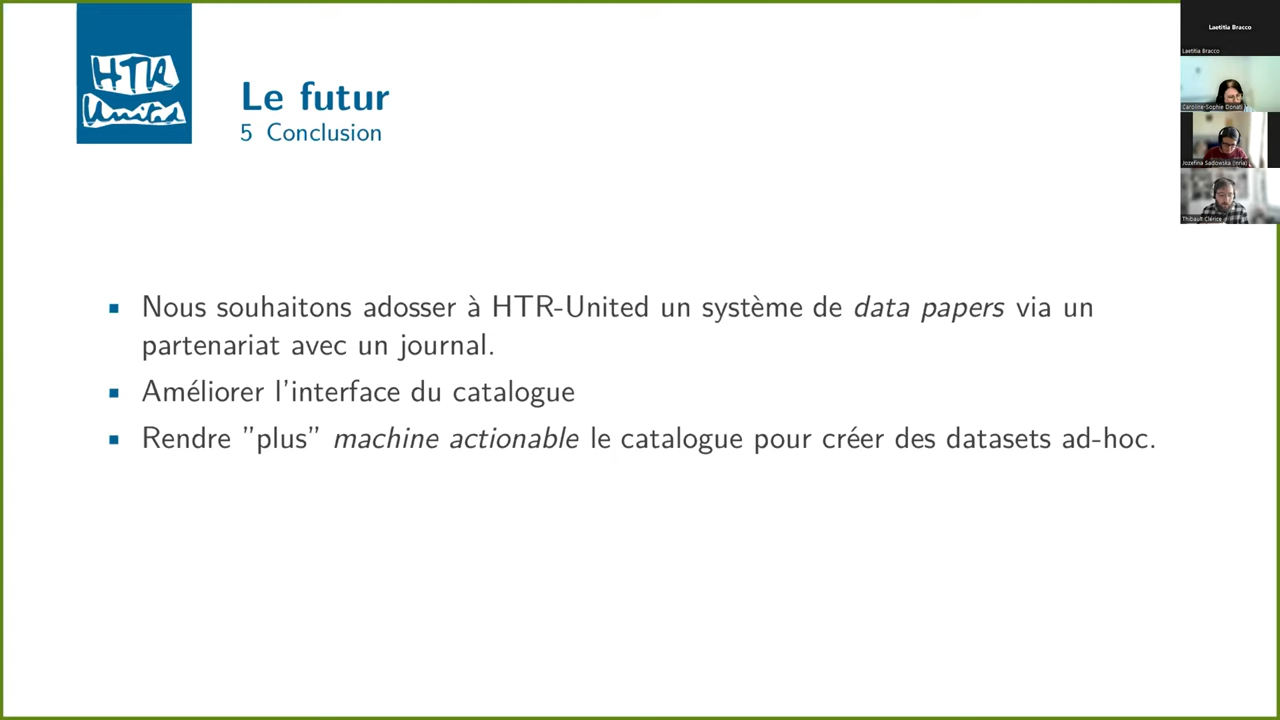 HTR
United
Le futur
5 Conclusion
Nous souhaitons adosser à HTR-United un système de data papers via un
partenariat avec un journal.
Améliorer l'interface du catalogue
Rendre ”plus” machine actionable le catalogue pour créer des datasets ad-hoc.
Laetitia Bracco
Laetitia Bracco
Caroline-Sophie Donati
Jozefina Sadowska (Inria)
Thibault Clérice